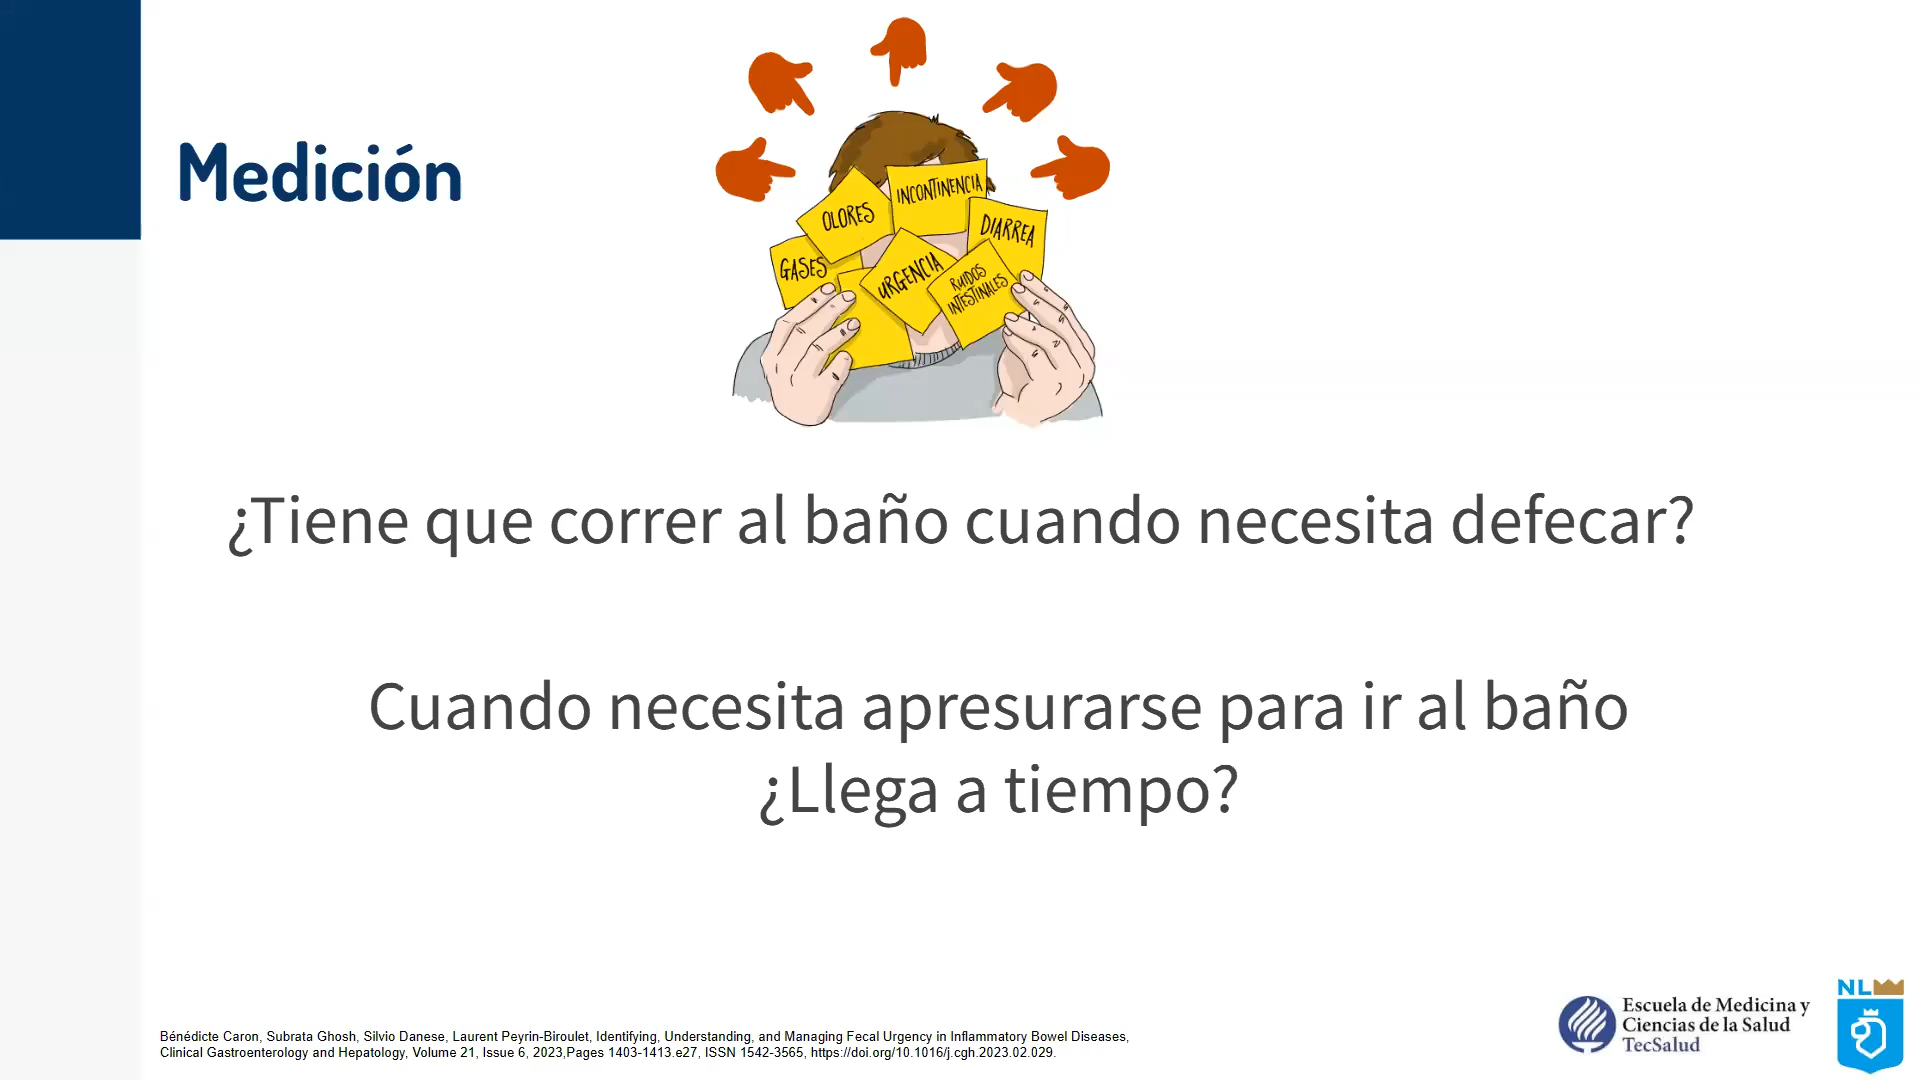 Medición
OLORES
INCONTINENCIA
DIARREA
GASES
URGENCIA
RUIDOS
INTESTINALES
¿Tiene que correr al baño cuando necesita defecar?
Cuando necesita apresurarse para ir al baño
¿Llega a tiempo?
Bénédicte Caron, Subrata Ghosh, Silvio Danese, Laurent Peyrin-Biroulet, Identifying, Understanding, and Managing Fecal Urgency in Inflammatory Bowel Diseases,
Clinical Gastroenterology and Hepatology, Volume 21, Issue 6, 2023,Pages 1403-1413.e27, ISSN 1542-3565, https://doi.org/10.1016/j.cgh.2023.02.029.
Escuela de Medicina y
Ciencias de la Salud
TecSalud
NL